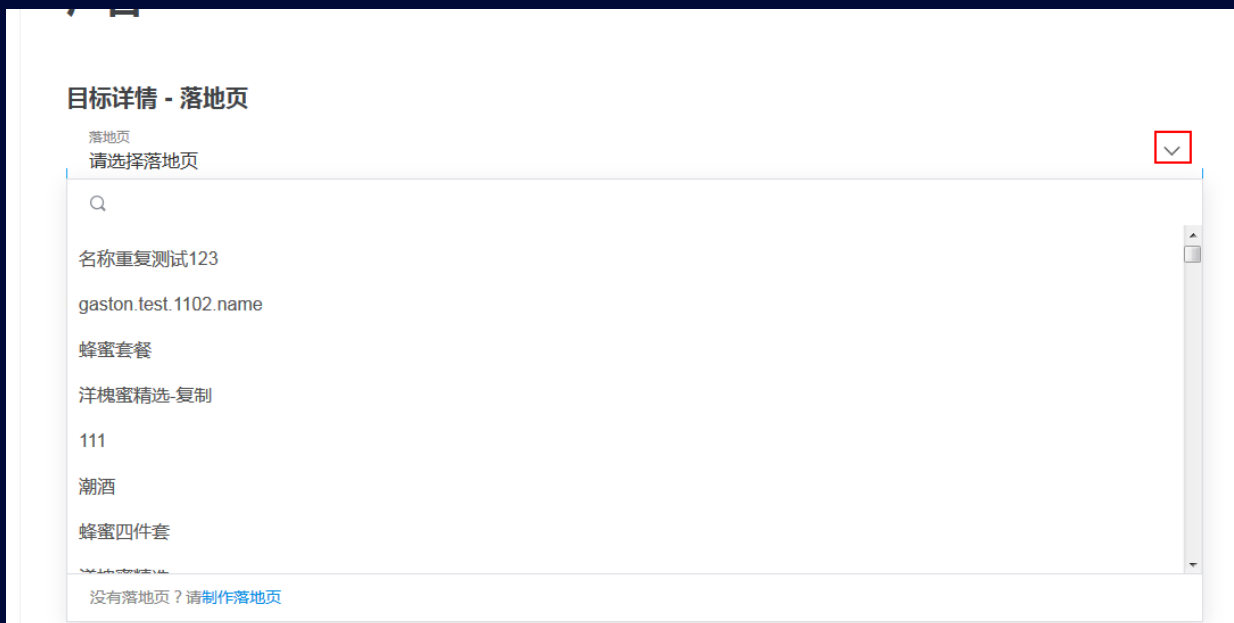 目标详情 - 落地页
落地页
请选择落地页
名称重复测试123
gaston.test.1102.name
蜂蜜套餐
洋槐蜜精选-复制
111
潮酒
蜂蜜四件套
没有落地页？请制作落地页